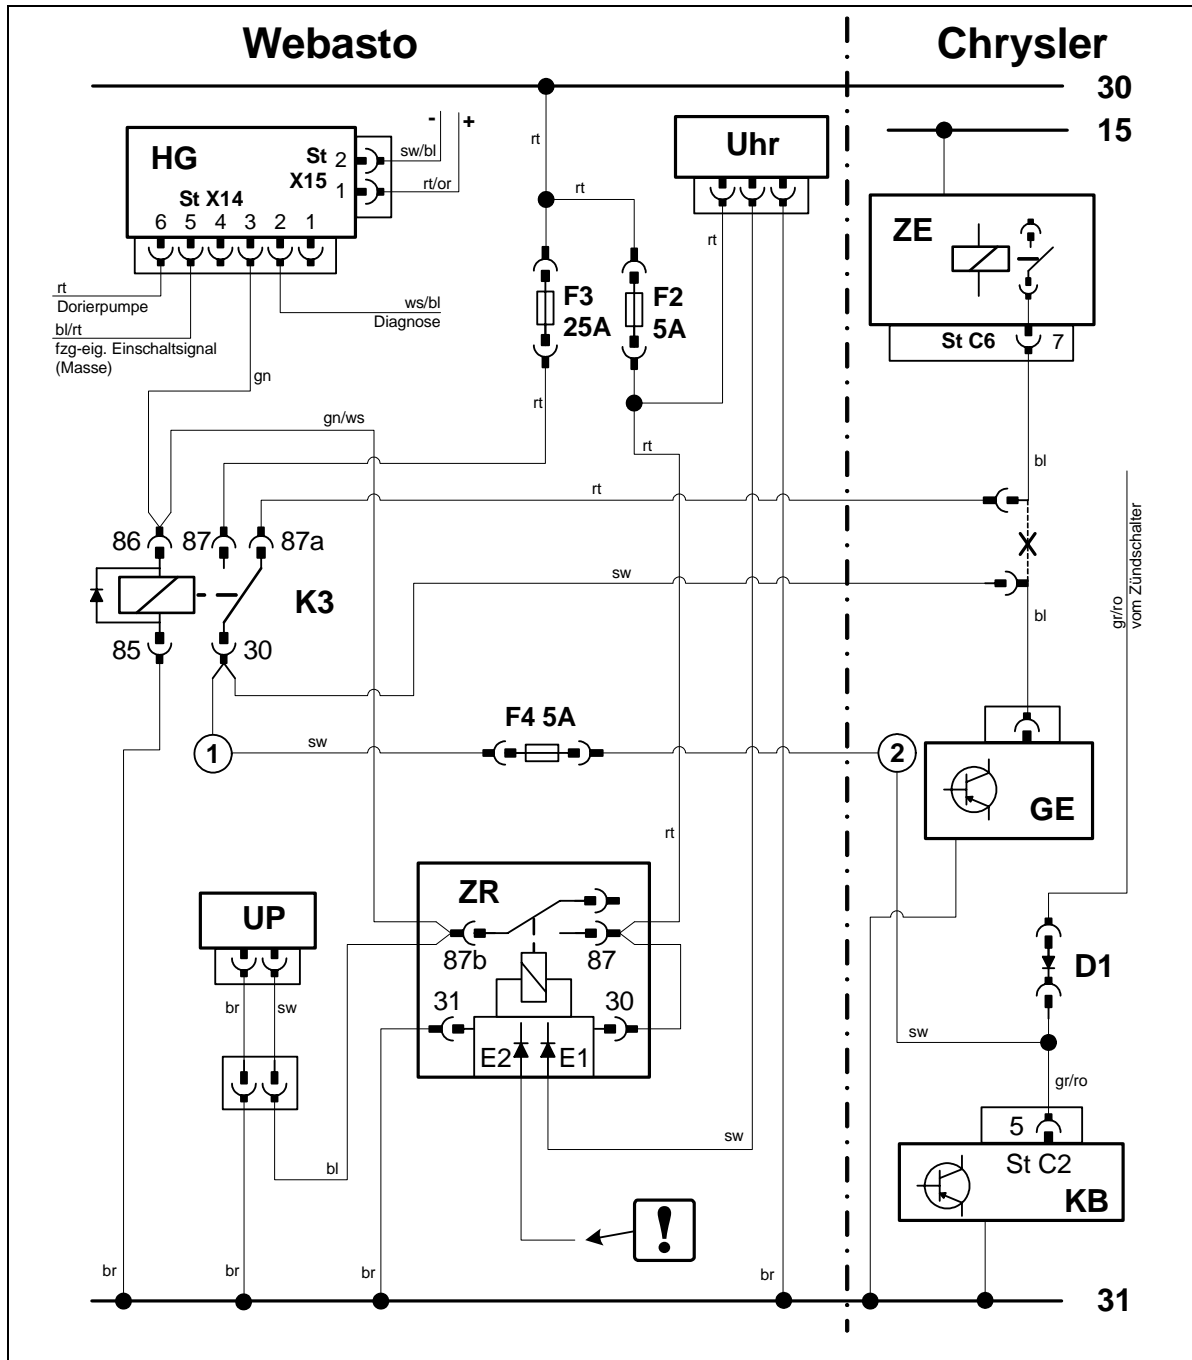 Webasto
Chrysler
30
15
- +
HG
St
X15
2
1
sw/bl
rt/or
St X14
6 5 4 3 2 1
rt
Dorierpumpe
bl/rt
fzg-eig. Einschaltsignal
(Masse)
ws/bl
Diagnose
gn
gn/ws
rt
rt
F3
25A
F2
5A
rt
rt
Uhr
rt
ZE
St C6
7
bl
rt
86
87
87a
K3
85
30
sw
bl
gr/ro
vom Zündschalter
F4 5A
1
sw
2
GE
rt
ZR
87b
87
31
30
E2
E1
UP
br
sw
bl
sw
sw
D1
gr/ro
5
St C2
KB
!
br
br
br
br
31